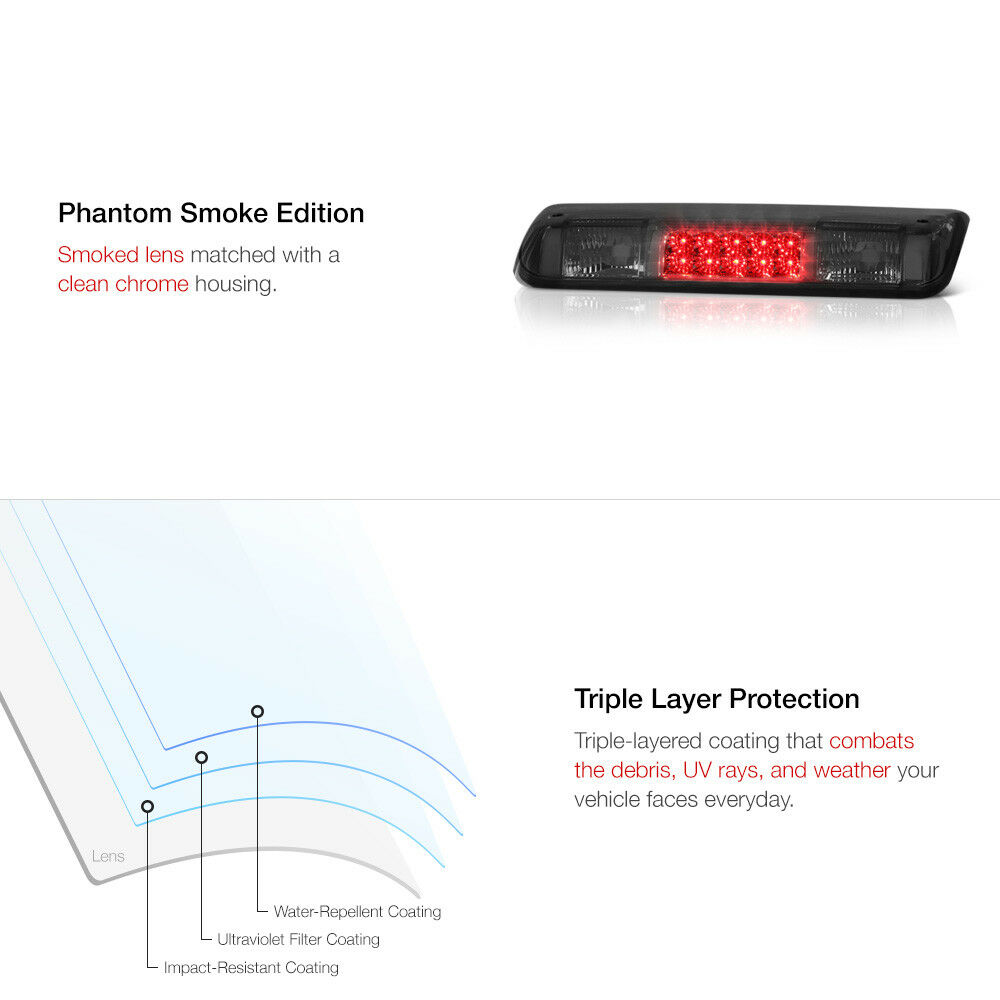 Phantom Smoke Edition
Smoked lens matched with a
clean chrome housing.
Triple Layer Protection
Triple-layered coating that combats
the debris, UV rays, and weather your
vehicle faces everyday.
Lens
Water-Repellent Coating
Ultraviolet Filter Coating
Impact-Resistant Coating